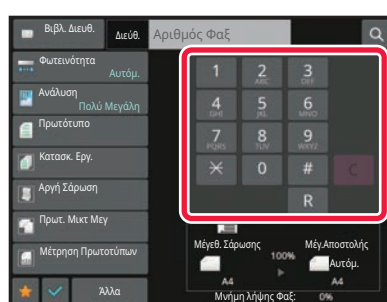 Βιβλ. Διευθ.
Διεύθ.
Αριθμός Φαξ
Φωτεινότητα
Αυτόμ.
Ανάλυση
Πολύ Μεγάλη
Πρωτότυπο
Κατασκ. Εργ.
Αργή Σάρωση
Πρωτ. Μικτ Μεγ
Μέτρηση Πρωτοτύπων
Άλλα
1 2 3
ABC DEF
4 5 6
GHI JKL MNO
7 8 9
PQRS TUV WXYZ
0 # C
R
Μέγεθ. Σάρωσης
Μέγ.Αποστολής
100%
Αυτόμ.
A4
A4
Μνήμη λήψης Φαξ: 0%